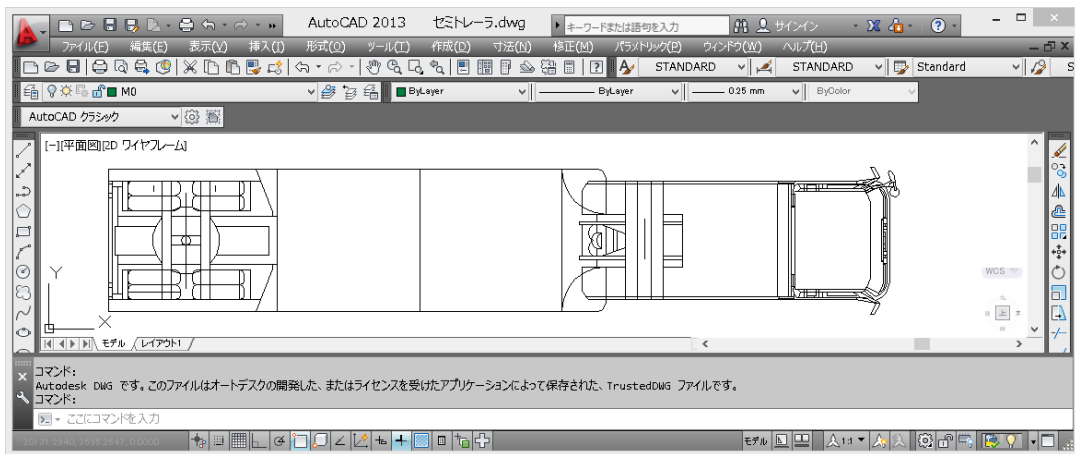 AutoCAD 2013 セミトレーラ.dwg キーワードまたは語句を入力 サインイン
ファイル(F) 編集(E) 表示(V) 挿入(I) 形式(O) ツール(T) 作成(D) 寸法(N) 修正(M) パラメトリック(P) ウィンドウ(W) ヘルプ(H)
STANDARD STANDARD Standard S
M0 ByLayer ByLayer 0.25 mm ByColor
AutoCAD クラシック
[-][平面図][2D ワイヤフレーム]
Y
WCS
上
X
モデル レイアウト1
コマンド:
Autodesk DWG です。このファイルはオートデスクの開発した、またはライセンスを受けたアプリケーションによって保存された、TrustedDWG ファイルです。
コマンド:
ここにコマンドを入力
モデル 1:1